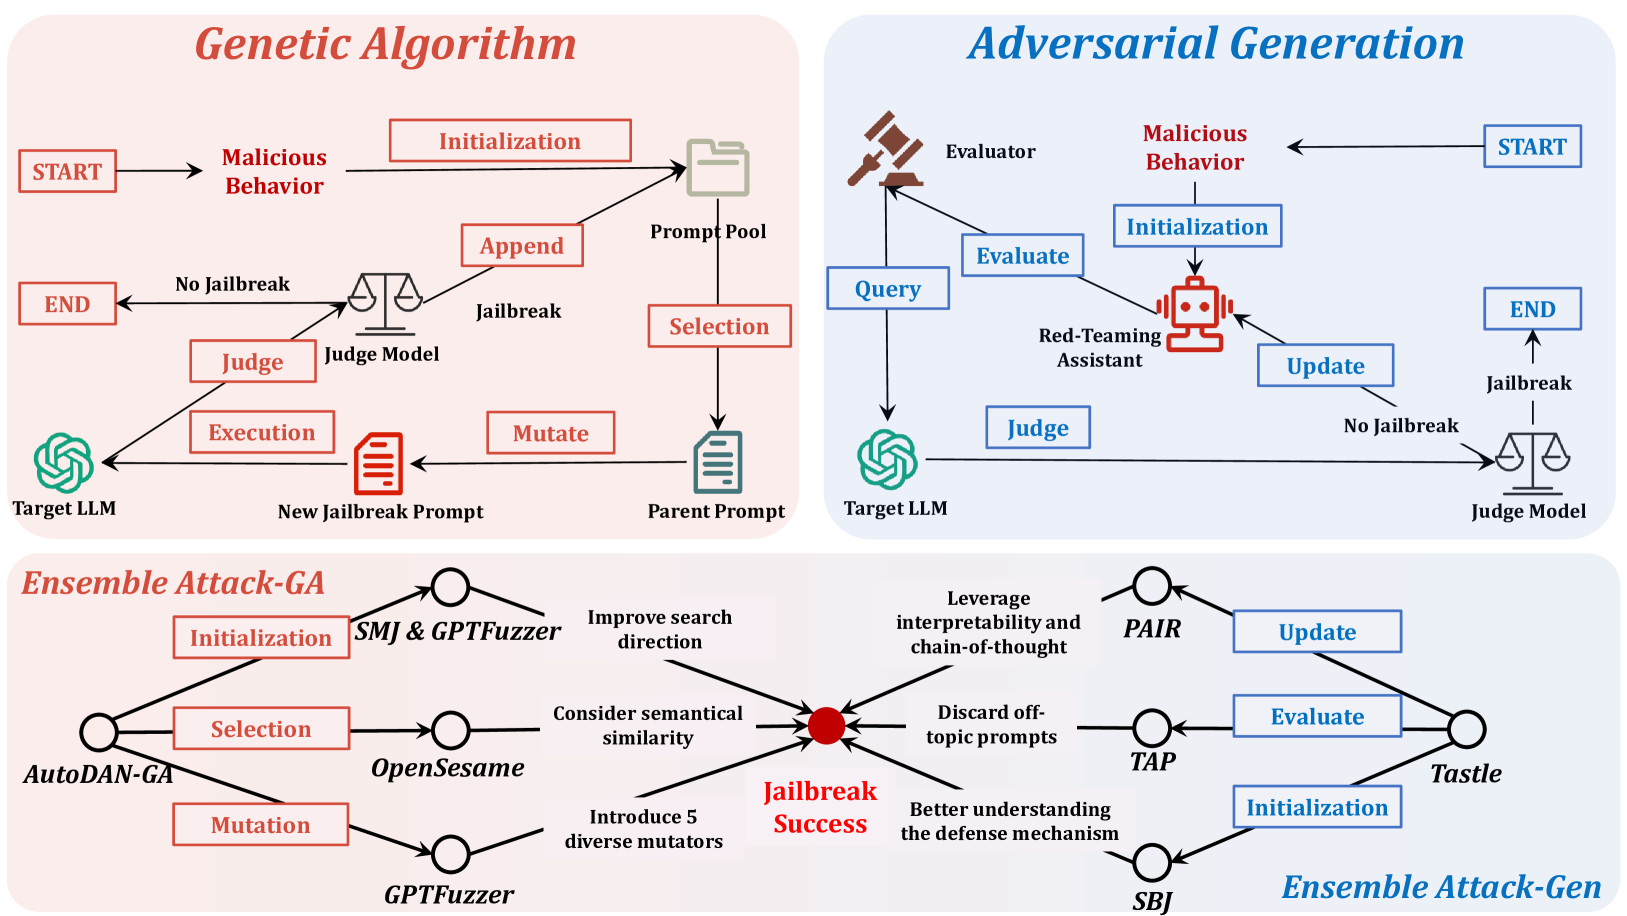 Genetic Algorithm
START
Malicious
Behavior
Initialization
Prompt Pool
Append
No Jailbreak
Jailbreak
END
Selection
Judge Model
Judge
Execution
Mutate
Target LLM
New Jailbreak Prompt
Parent Prompt
Adversarial Generation
Evaluator
Malicious
Behavior
START
Initialization
Evaluate
Query
END
Red-Teaming
Assistant
Update
Jailbreak
Judge
No Jailbreak
Target LLM
Judge Model
Ensemble Attack-GA
Initialization
SMJ & GPTFuzzer
Improve search
direction
Selection
OpenSesame
Consider semantical
similarity
AutoDAN-GA
Mutation
GPTFuzzer
Introduce 5
diverse mutators
Jailbreak
Success
Leverage
interpretability and
chain-of-thought
PAIR
Update
Discard off-
topic prompts
TAP
Evaluate
Tastle
Better understanding
the defense mechanism
SBJ
Initialization
Ensemble Attack-Gen